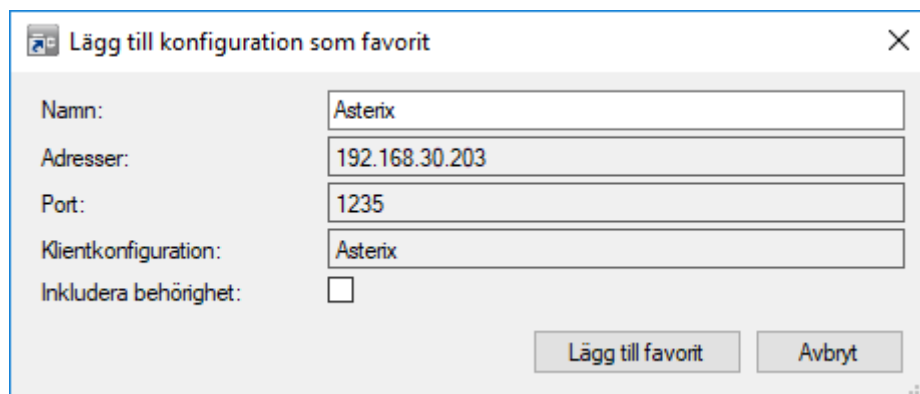 Lägg till konfiguration som favorit
Namn: Asterix
Adresser: 192.168.30.203
Port: 1235
Klientkonfiguration: Asterix
Inkludera behörighet:
Lägg till favorit Avbryt